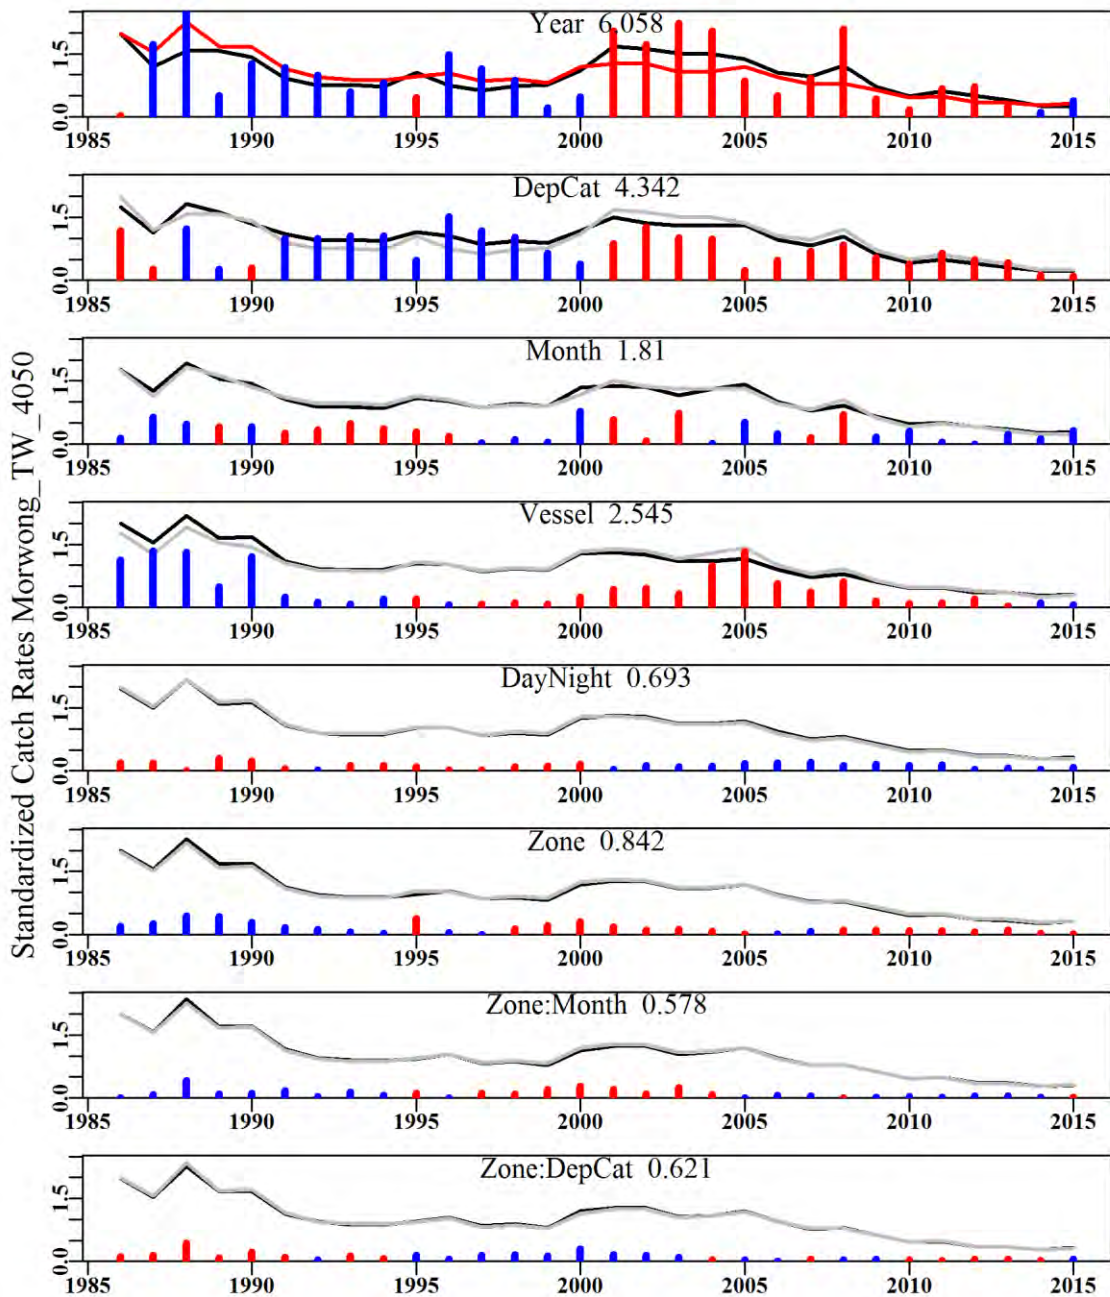 Standardized Catch Rates Morwong_TW_4050
Year 6.058
0.0 1.5
1985 1990 1995 2000 2005 2010 2015
DepCat 4.342
0.0 1.5
1985 1990 1995 2000 2005 2010 2015
Month 1.81
0.0 1.5
1985 1990 1995 2000 2005 2010 2015
Vessel 2.545
0.0 1.5
1985 1990 1995 2000 2005 2010 2015
DayNight 0.693
0.0 1.5
1985 1990 1995 2000 2005 2010 2015
Zone 0.842
0.0 1.5
1985 1990 1995 2000 2005 2010 2015
Zone:Month 0.578
0.0 1.5
1985 1990 1995 2000 2005 2010 2015
Zone:DepCat 0.621
0.0 1.5
1985 1990 1995 2000 2005 2010 2015